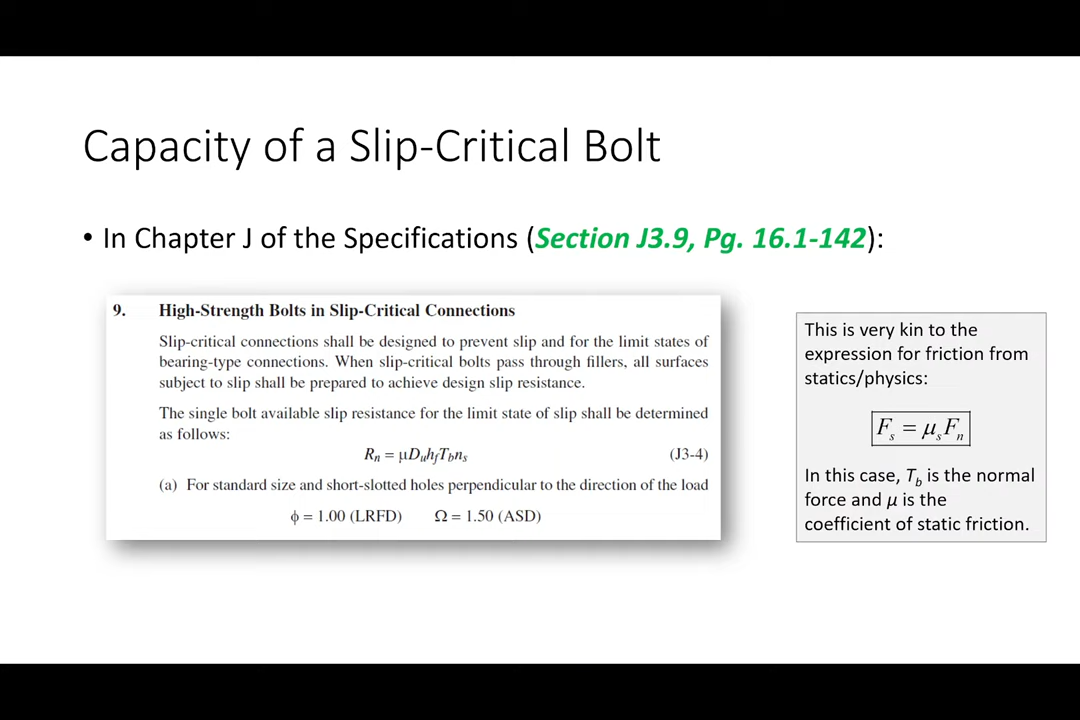 Capacity of a Slip-Critical Bolt
• In Chapter J of the Specifications (Section J3.9, Pg. 16.1-142):
9. High-Strength Bolts in Slip-Critical Connections
Slip-critical connections shall be designed to prevent slip and for the limit states of
bearing-type connections. When slip-critical bolts pass through fillers, all surfaces
subject to slip shall be prepared to achieve design slip resistance.
The single bolt available slip resistance for the limit state of slip shall be determined
as follows:
Rn = μDuhfTbns (J3-4)
(a) For standard size and short-slotted holes perpendicular to the direction of the load
ϕ = 1.00 (LRFD) Ω = 1.50 (ASD)
This is very kin to the
expression for friction from
statics/physics:
Fs = μsFn
In this case, Tb is the normal
force and μ is the
coefficient of static friction.